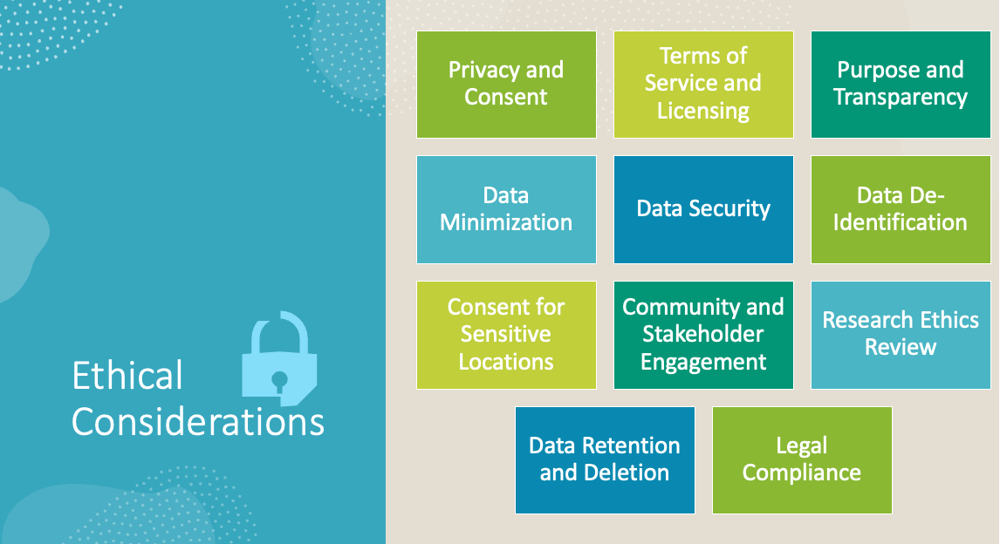 Ethical
Considerations
Privacy and
Consent
Terms of
Service and
Licensing
Purpose and
Transparency
Data
Minimization
Data Security
Data De-
Identification
Consent for
Sensitive
Locations
Community and
Stakeholder
Engagement
Research Ethics
Review
Data Retention
and Deletion
Legal
Compliance